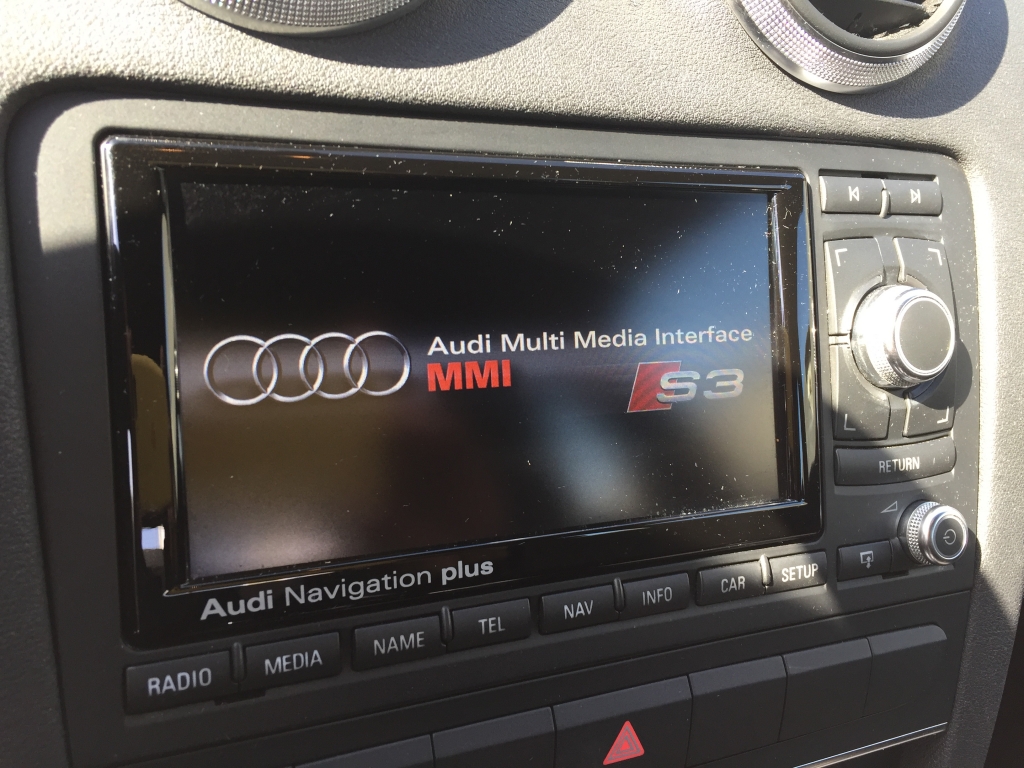 Audi Multi Media Interface
MMI
S3
RETURN
Audi Navigation plus
RADIO
MEDIA
NAME
TEL
NAV
INFO
CAR
SETUP